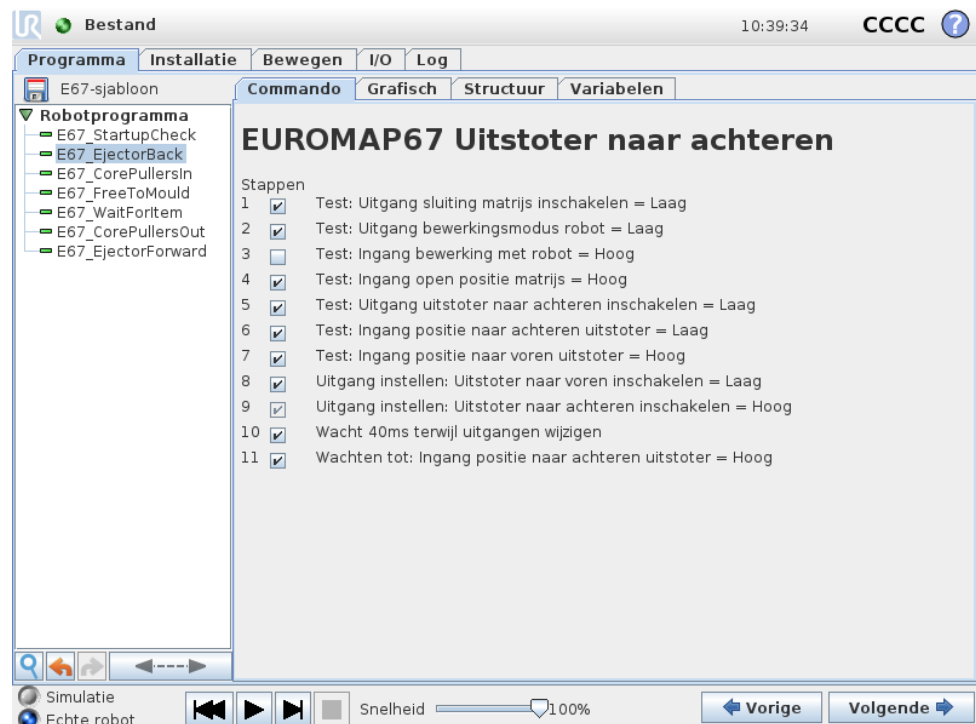 UR Bestand 10:39:34 CCCC ?
Programma Installatie Bewegen I/O Log
E67-sjabloon
Commando Grafisch Structuur Variabelen
Robotprogramma
E67_StartupCheck
E67_EjectorBack
E67_CorePullersIn
E67_FreeToMould
E67_WaitForItem
E67_CorePullersOut
E67_EjectorForward
EUROMAP67 Uitstoter naar achteren
Stappen
1 Test: Uitgang sluiting matrijs inschakelen = Laag
2 Test: Uitgang bewerkingsmodus robot = Laag
3 Test: Ingang bewerking met robot = Hoog
4 Test: Ingang open positie matrijs = Hoog
5 Test: Uitgang uitstoter naar achteren inschakelen = Laag
6 Test: Ingang positie naar achteren uitstoter = Laag
7 Test: Ingang positie naar voren uitstoter = Hoog
8 Uitgang instellen: Uitstoter naar voren inschakelen = Laag
9 Uitgang instellen: Uitstoter naar achteren inschakelen = Hoog
10 Wacht 40ms terwijl uitgangen wijzigen
11 Wachten tot: Ingang positie naar achteren uitstoter = Hoog
Simulatie
Echte robot
Snelheid 100%
Vorige Volgende